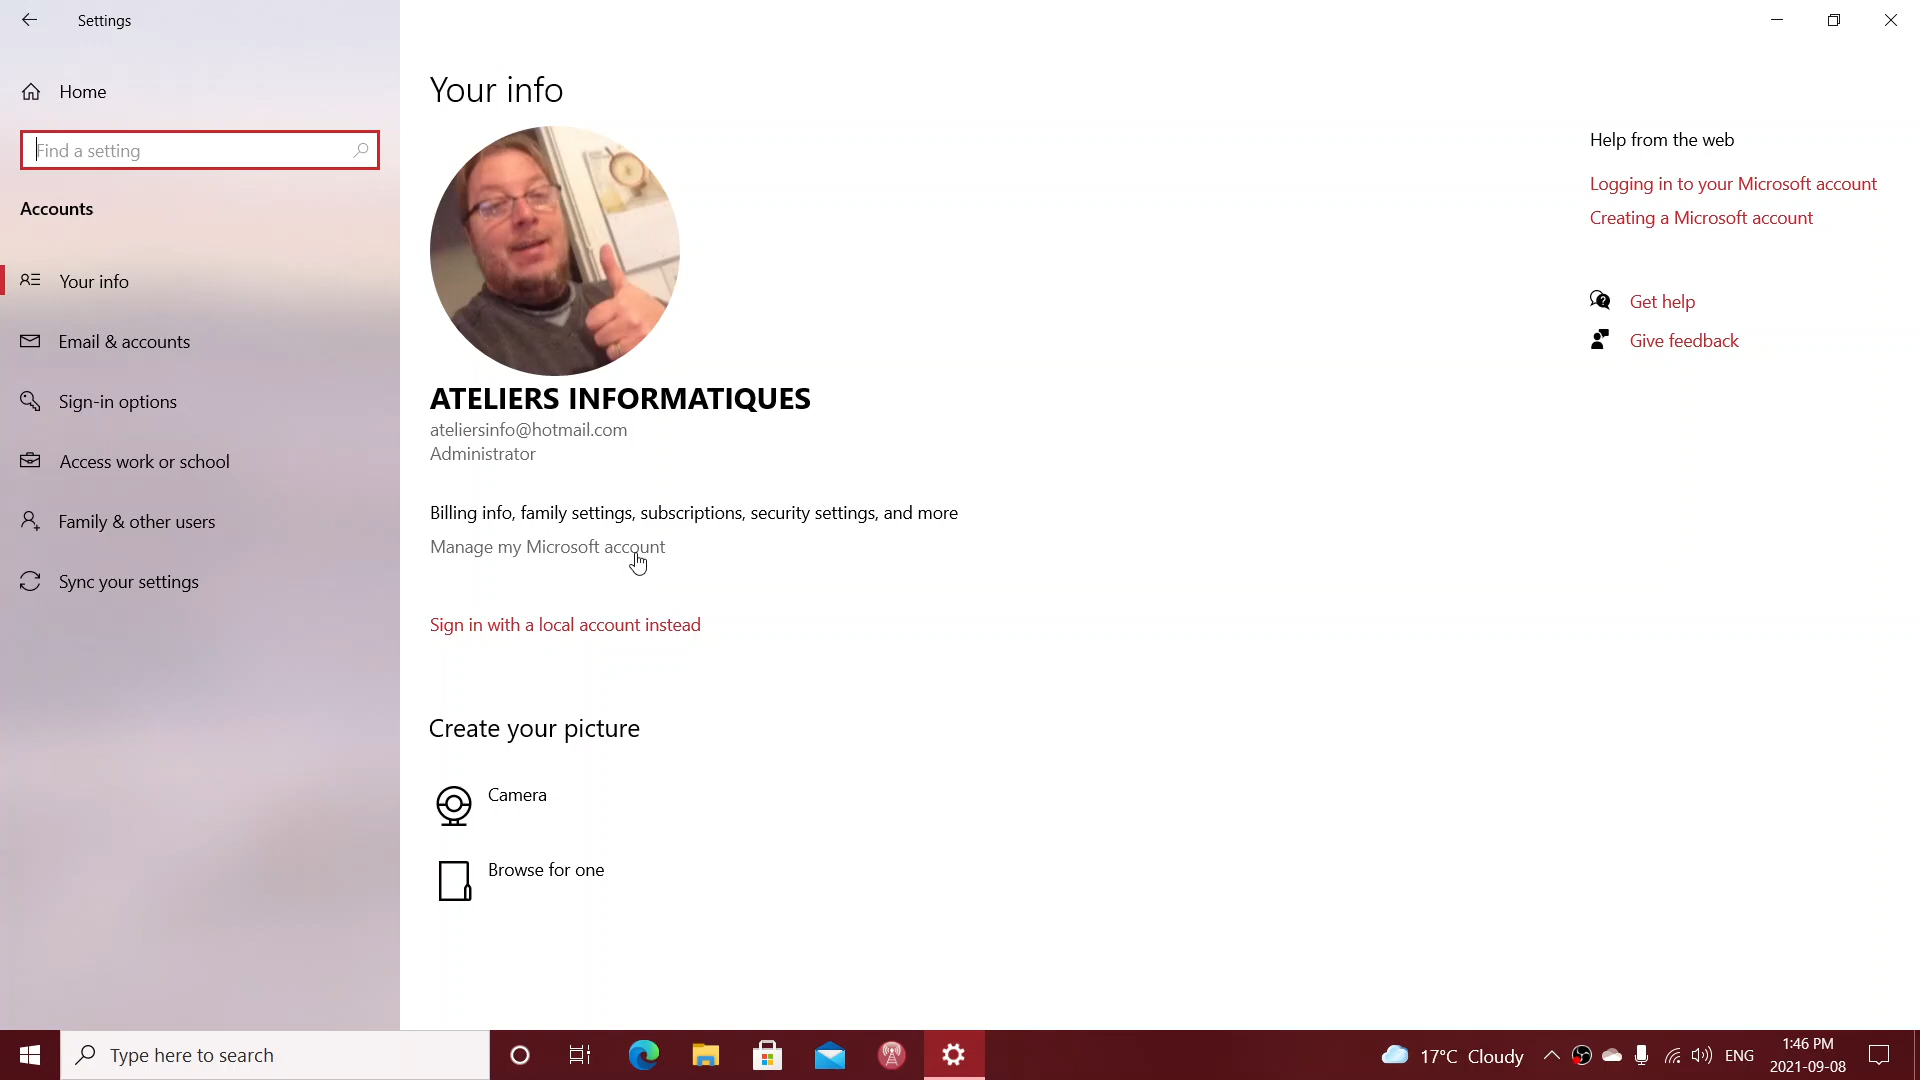 Settings
Home
Find a setting
Accounts
Your info
Email & accounts
Sign-in options
Access work or school
Family & other users
Sync your settings
Your info
ATELIERS INFORMATIQUES
ateliersinfo@hotmail.com
Administrator
Billing info, family settings, subscriptions, security settings, and more
Manage my Microsoft account
Sign in with a local account instead
Create your picture
Camera
Browse for one
Help from the web
Logging in to your Microsoft account
Creating a Microsoft account
Get help
Give feedback
Type here to search
17°C Cloudy
ENG
1:46 PM
2021-09-08